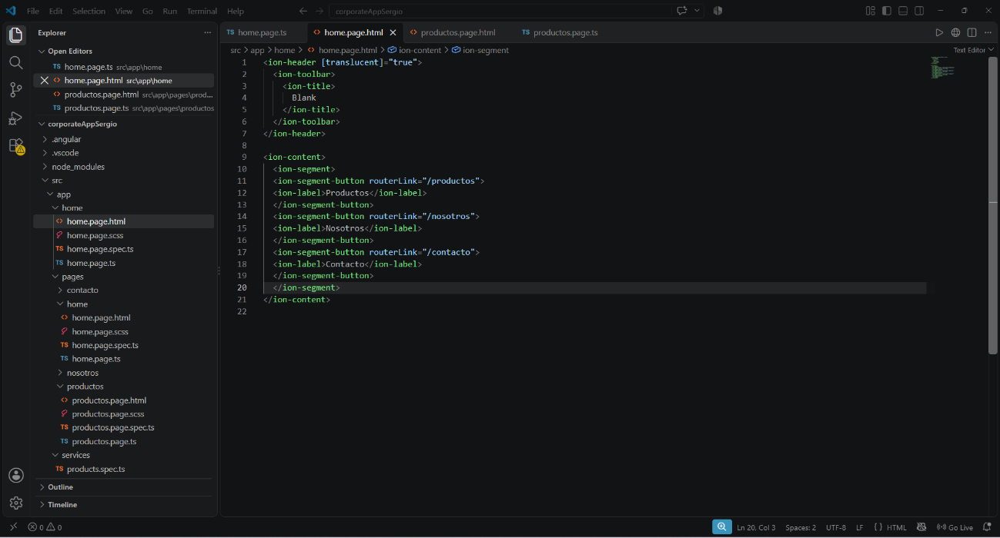 File Edit Selection View Go Run Terminal Help
corporateAppSergio
Explorer
Open Editors
TS home.page.ts src\app\home
home.page.html src\app\home
productos.page.html src\app\pages\prod...
TS productos.page.ts src\app\pages\productos
corporateAppSergio
.angular
.vscode
node_modules
src
app
home
home.page.html
home.page.scss
TS home.page.spec.ts
TS home.page.ts
pages
contacto
home
home.page.html
home.page.scss
TS home.page.spec.ts
TS home.page.ts
nosotros
productos
productos.page.html
productos.page.scss
TS productos.page.spec.ts
TS productos.page.ts
services
TS products.spec.ts
Outline
Timeline
TS home.page.ts
<> home.page.html
<> productos.page.html
TS productos.page.ts
src > app > home > <> home.page.html > ion-content > ion-segment
Text Editor
1 <ion-header [translucent]="true">
2 <ion-toolbar>
3 <ion-title>
4 Blank
5 </ion-title>
6 </ion-toolbar>
7 </ion-header>
8
9 <ion-content>
10 <ion-segment>
11 <ion-segment-button routerLink="/productos">
12 <ion-label>Productos</ion-label>
13 </ion-segment-button>
14 <ion-segment-button routerLink="/nosotros">
15 <ion-label>Nosotros</ion-label>
16 </ion-segment-button>
17 <ion-segment-button routerLink="/contacto">
18 <ion-label>Contacto</ion-label>
19 </ion-segment-button>
20 </ion-segment>
21 </ion-content>
22
0 0
Ln 20, Col 3 Spaces: 2 UTF-8 LF {} HTML Go Live